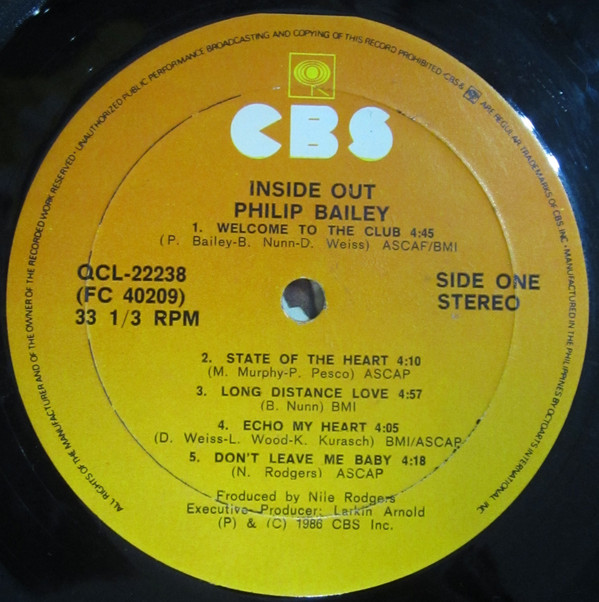 CBS
INSIDE OUT
PHILIP BAILEY
1. WELCOME TO THE CLUB 4:45
(P. Bailey-B. Nunn-D. Weiss) ASCAF/BMI
QCL-22238
(FC 40209)
33 1/3 RPM
SIDE ONE
STEREO
2. STATE OF THE HEART 4:10
(M. Murphy-P. Pesco) ASCAP
3. LONG DISTANCE LOVE 4:57
(B. Nunn) BMI
4. ECHO MY HEART 4:05
(D. Weiss-L. Wood-K. Kurasch) BMI/ASCAP
5. DON'T LEAVE ME BABY 4:18
(N. Rodgers) ASCAP
Produced by Nile Rodgers
Executive Producer: Larkin Arnold
(P) & (C) 1986 CBS Inc.
ALL RIGHTS OF THE MANUFACTURER AND OF THE OWNER OF THE RECORDED WORK RESERVED • UNAUTHORIZED PUBLIC PERFORMANCE BROADCASTING AND COPYING OF THIS RECORD PROHIBITED • CBS & ARE REGULAR TRADEMARKS OF CBS INC. • MANUFACTURED IN THE PHILIPPINES BY OCTOARTS INTERNATIONAL INC